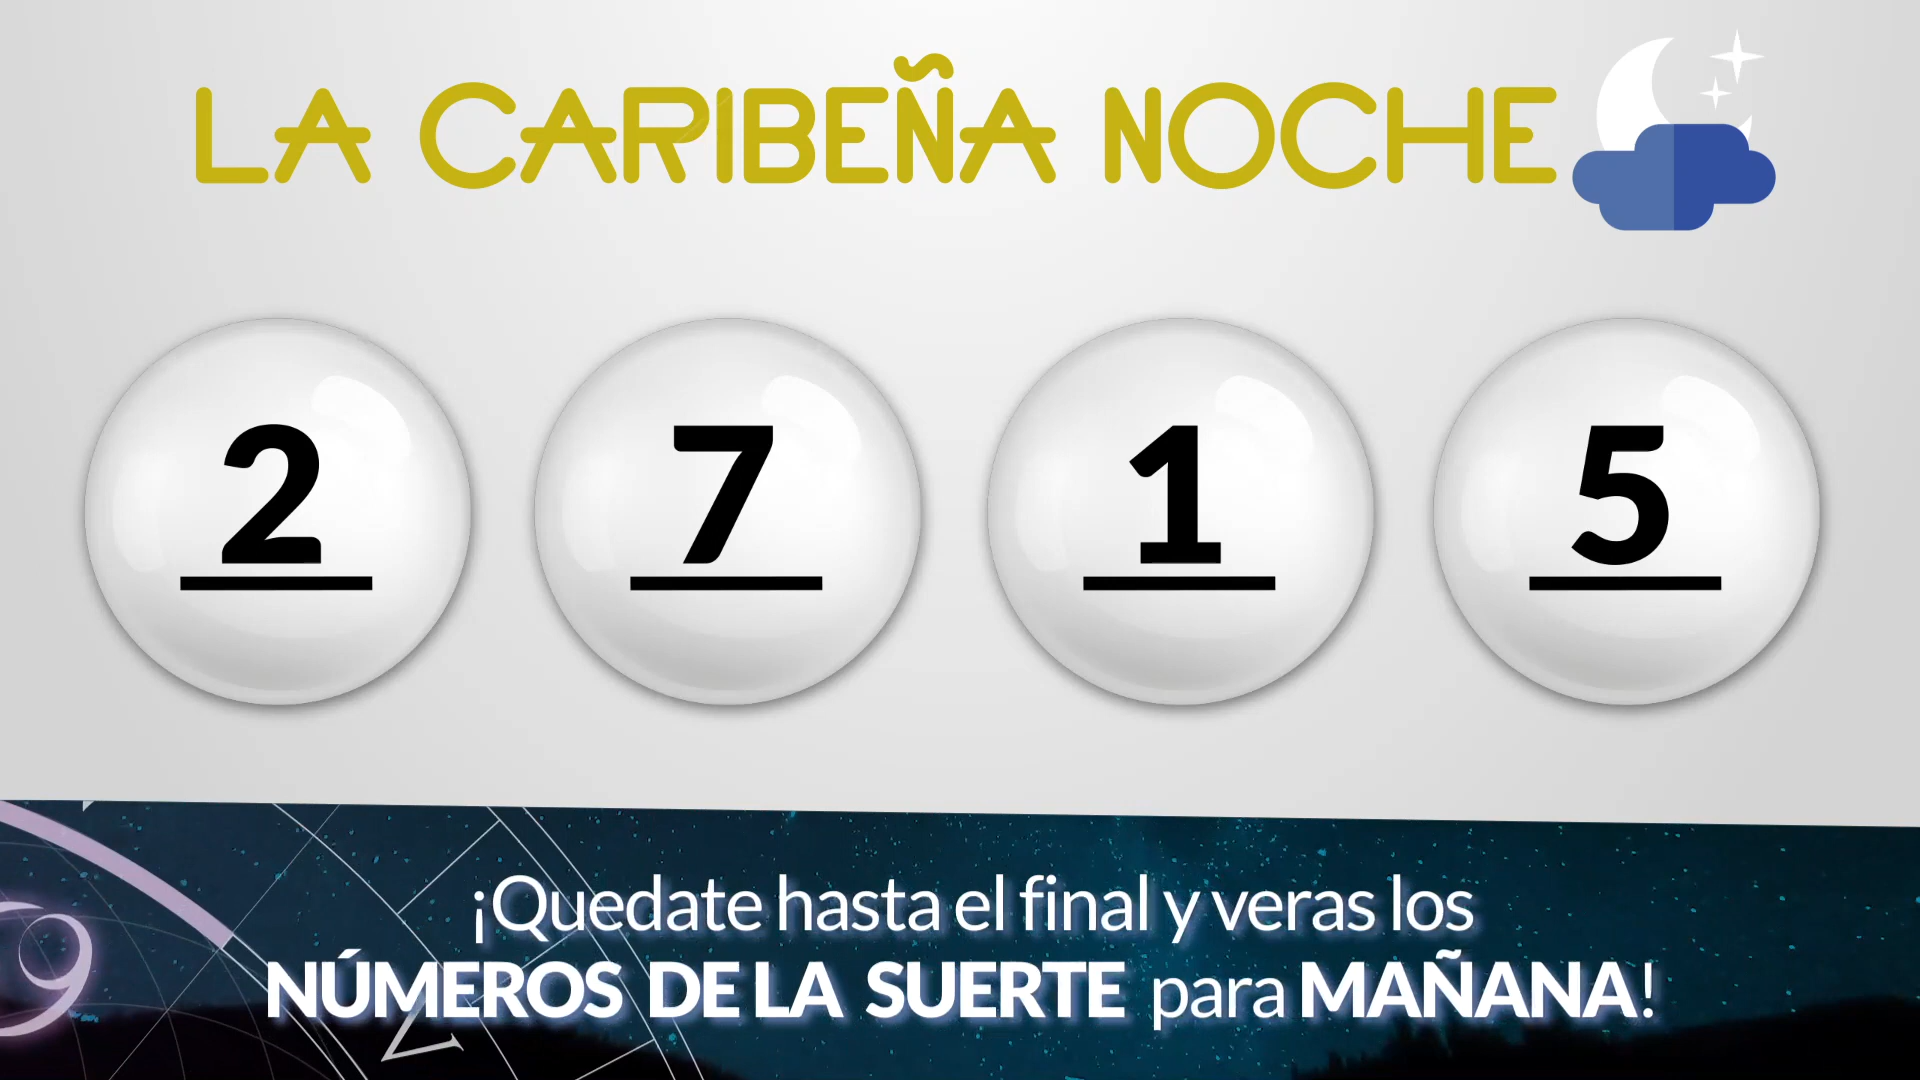 LA CARIBEÑA NOCHE
2 7 1 5
¡Quedate hasta el final y veras los
NÚMEROS DE LA SUERTE para MAÑANA!
9